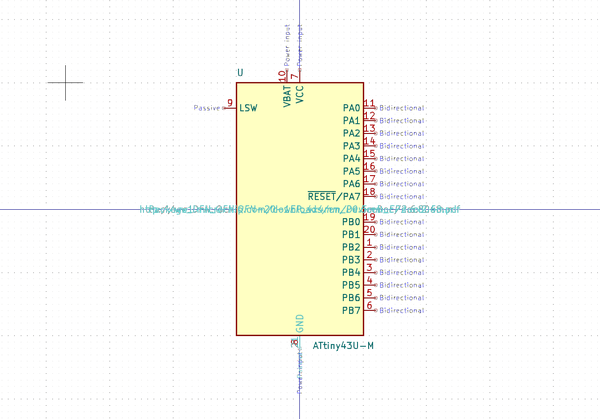 Power input
Power input
U
10
7
VBAT
VCC
Passive
9
LSW
PA0
11
Bidirectional
PA1
12
Bidirectional
PA2
13
Bidirectional
PA3
14
Bidirectional
PA4
15
Bidirectional
PA5
16
Bidirectional
PA6
17
Bidirectional
RESET/PA7
18
Bidirectional
PB0
19
Bidirectional
PB1
20
Bidirectional
PB2
1
Bidirectional
PB3
2
Bidirectional
PB4
3
Bidirectional
PB5
4
Bidirectional
PB6
5
Bidirectional
PB7
6
Bidirectional
GND
8
ATtiny43U-M
Power input